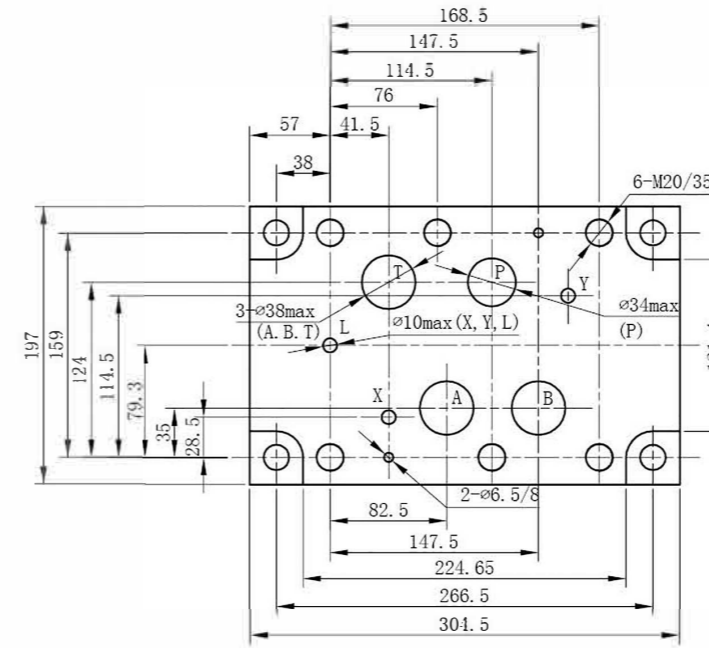 168.5
147.5
114.5
76
57
41.5
38
6-M20/35
T
P
Y
3-⌀38max
(A.B.T)
L
⌀10max(X,Y,L)
⌀34max
(P)
197
159
124
114.5
79.3
35
28.5
X
A
B
2-⌀6.5/8
82.5
147.5
224.65
266.5
304.5